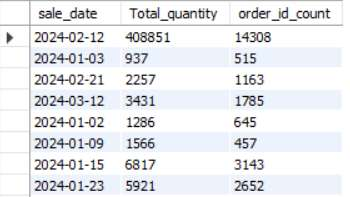 sale_date Total_quantity order_id_count
2024-02-12 408851 14308
2024-01-03 937 515
2024-02-21 2257 1163
2024-03-12 3431 1785
2024-01-02 1286 645
2024-01-09 1566 457
2024-01-15 6817 3143
2024-01-23 5921 2652